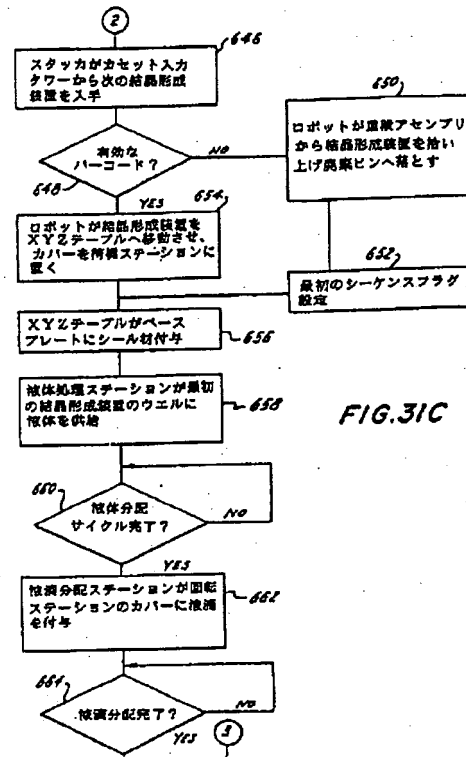 2
スタッカがカセット入力
タワーから次の結晶形成
装置を入手
646
有効な
バーコード?
648
NO
YES
650
ロボットが
アセンブリ
から結晶形成装置を拾い
上げ廃棄ビンへ落とす
652
最初のシーケンスフラグ
設定
654
ロボットが結晶形成装置を
XYZテーブルへ移動させ、
カバーを待機ステーションに
置く
XYZテーブルがベース
プレートにシール材付与
656
液体処理ステーションが最初
の結晶形成装置のウエルに
液体を供給
658
FIG.31C
660
液体分配
サイクル完了?
NO
YES
液滴分配ステーションが回転
ステーションのカバーに液滴
を付与
662
664
液滴分配完了?
NO
YES
3